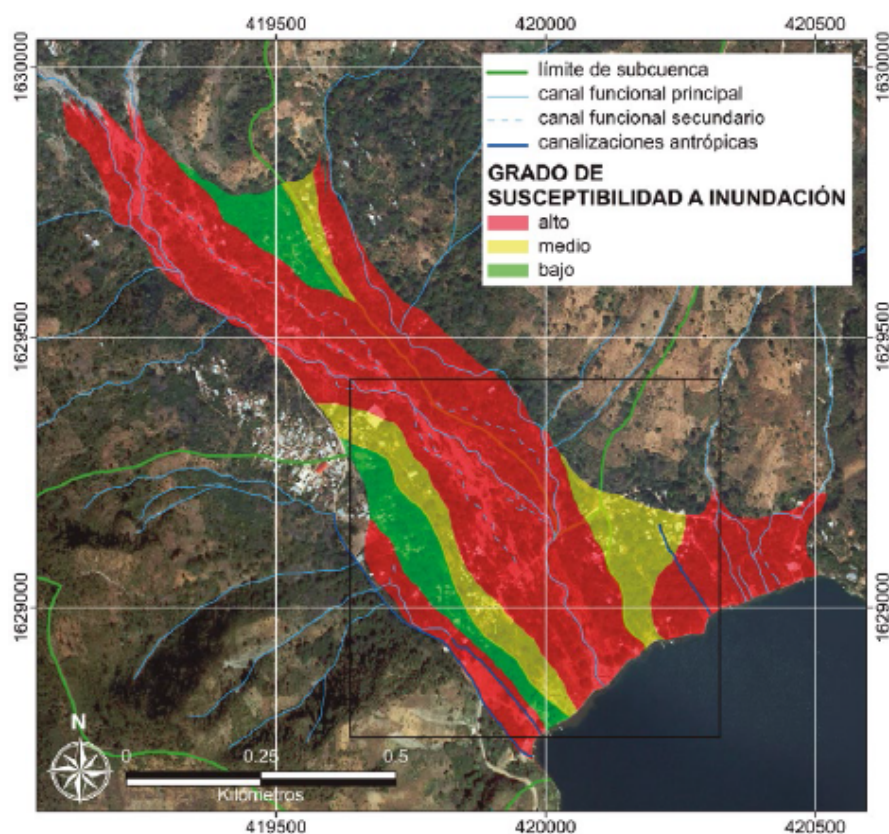 419500 420000 420500
1630000 1630000
límite de subcuenca
canal funcional principal
canal funcional secundario
canalizaciones antrópicas
GRADO DE
SUSCEPTIBILIDAD A INUNDACIÓN
alto
medio
bajo
1629500 1629500
1629000 1629000
N
0 0.25 0.5
Kilómetros
419500 420000 420500